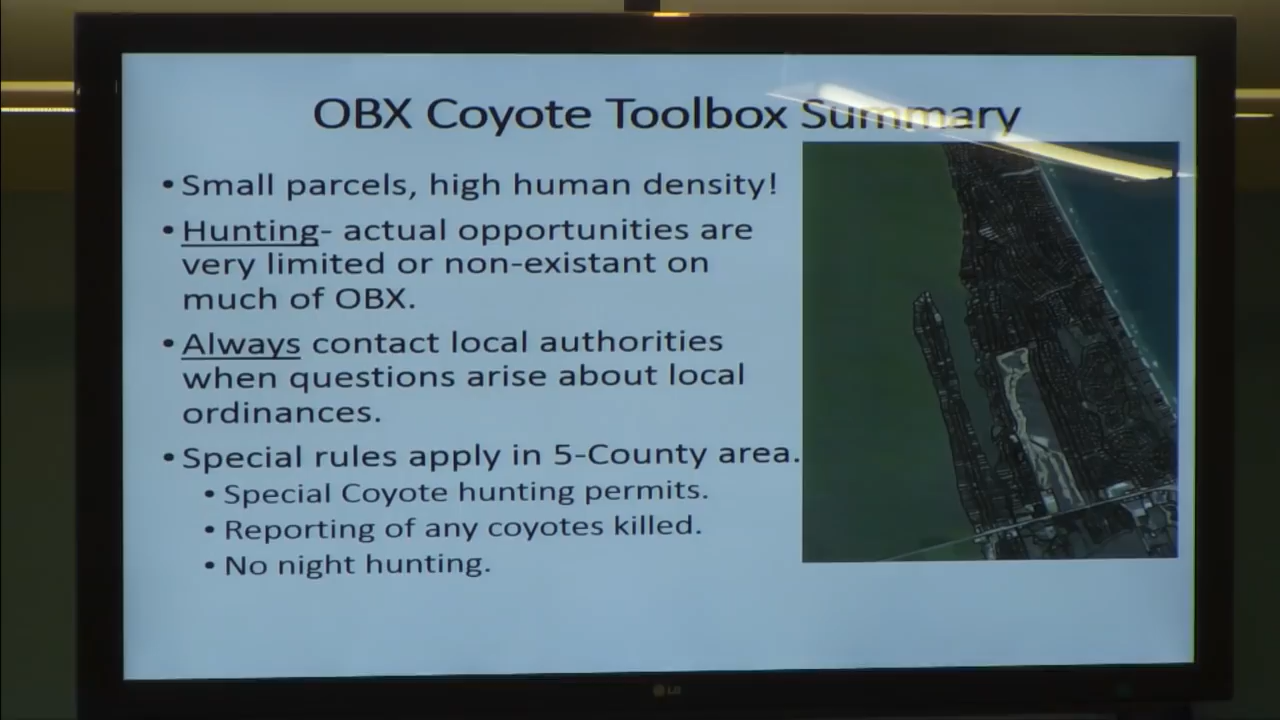 OBX Coyote Toolbox Summary
• Small parcels, high human density!
• Hunting- actual opportunities are
very limited or non-existant on
much of OBX.
• Always contact local authorities
when questions arise about local
ordinances.
• Special rules apply in 5-County area.
• Special Coyote hunting permits.
• Reporting of any coyotes killed.
• No night hunting.
LG